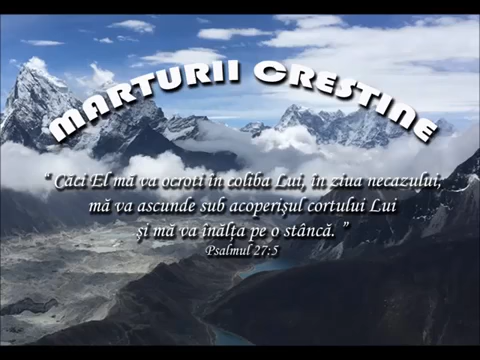 MARTURII CRESTINE
" Căci El mă va ocroti în coliba Lui, în ziua necazului,
mă va ascunde sub acoperişul cortului Lui
şi mă va înălţa pe o stâncă. "
Psalmul 27:5